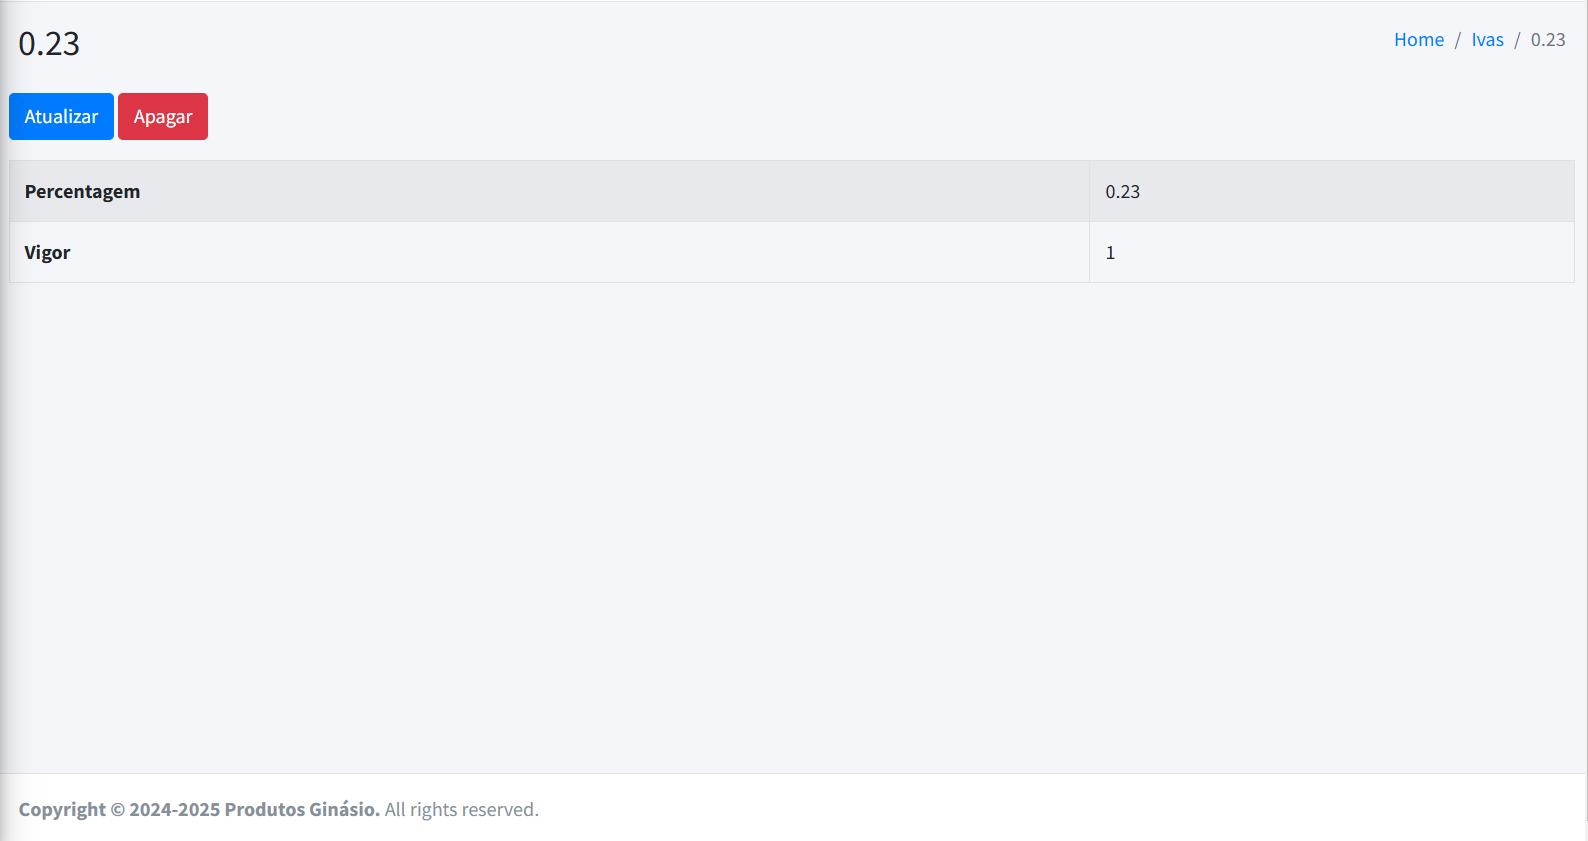 0.23
Home / Ivas / 0.23
Atualizar Apagar
Percentagem 0.23
Vigor 1
Copyright © 2024-2025 Produtos Ginásio. All rights reserved.